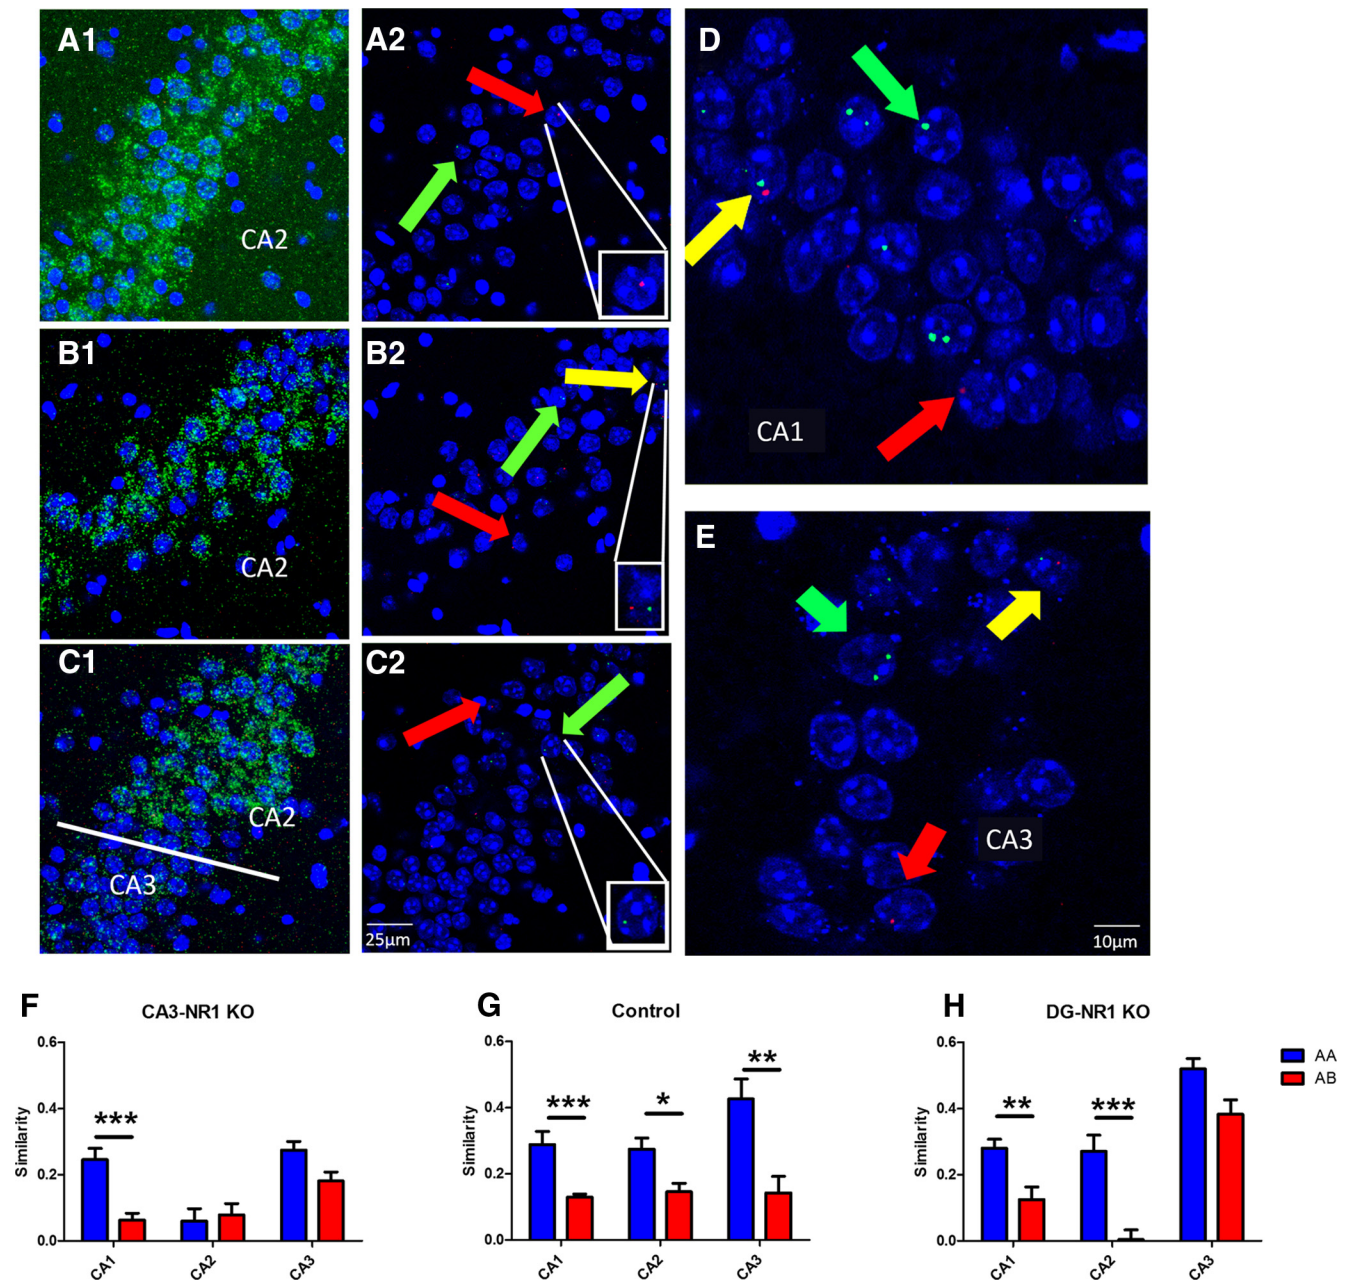 A1
A2
D
CA2
CA1
B1
B2
CA2
E
C1
C2
CA2
CA3
CA3
25µm
10µm
F
CA3-NR1 KO
G
Control
H
DG-NR1 KO
Similarity
0.6
0.4
0.2
0.0
***
CA1
CA2
CA3
Similarity
0.6
0.4
0.2
0.0
***
*
**
CA1
CA2
CA3
Similarity
0.6
0.4
0.2
0.0
**
***
CA1
CA2
CA3
AA
AB